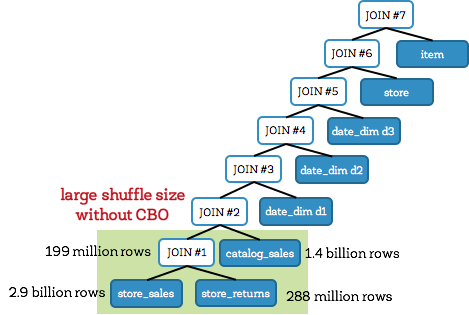 JOIN #7
JOIN #6
item
JOIN #5
store
JOIN #4
date_dim d3
JOIN #3
date_dim d2
large shuffle size
without CBO
JOIN #2
date_dim d1
199 million rows
JOIN #1
catalog_sales
1.4 billion rows
2.9 billion rows
store_sales
store_returns
288 million rows